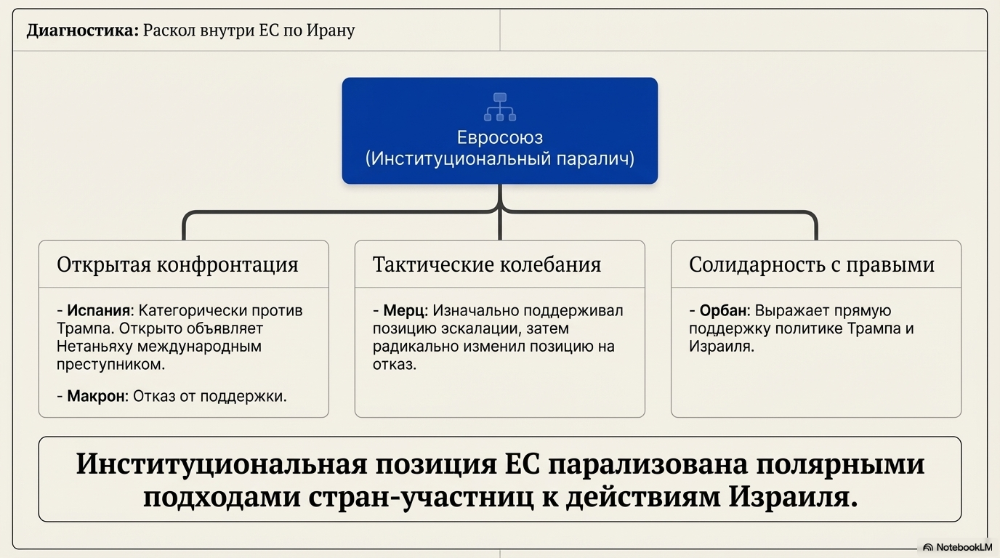 Диагностика: Раскол внутри ЕС по Ирану
Евросоюз
(Институциональный паралич)
Открытая конфронтация
- Испания: Категорически против
Трампа. Открыто объявляет
Нетаньяху международным
преступником.
- Макрон: Отказ от поддержки.
Тактические колебания
- Мерц: Изначально поддерживал
позицию эскалации, затем
радикально изменил позицию на
отказ.
Солидарность с правыми
- Орбан: Выражает прямую
поддержку политике Трампа и
Израиля.
Институциональная позиция ЕС парализована полярными
подходами стран-участниц к действиям Израиля.
NotebookLM